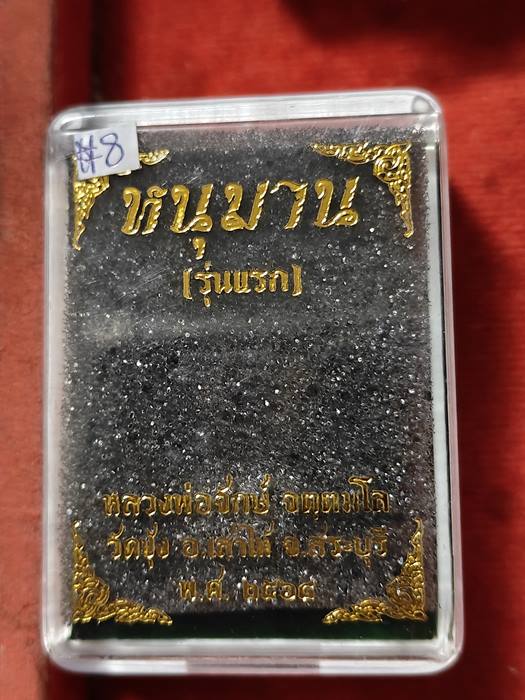 #8
หนุมาน
(รุ่นแรก)
หลวงพ่อจักษ์ จตฺตมโล
วัดยุ้ง อ.เสาไห้ จ.สระบุรี
พ.ศ. ๒๕๖๔